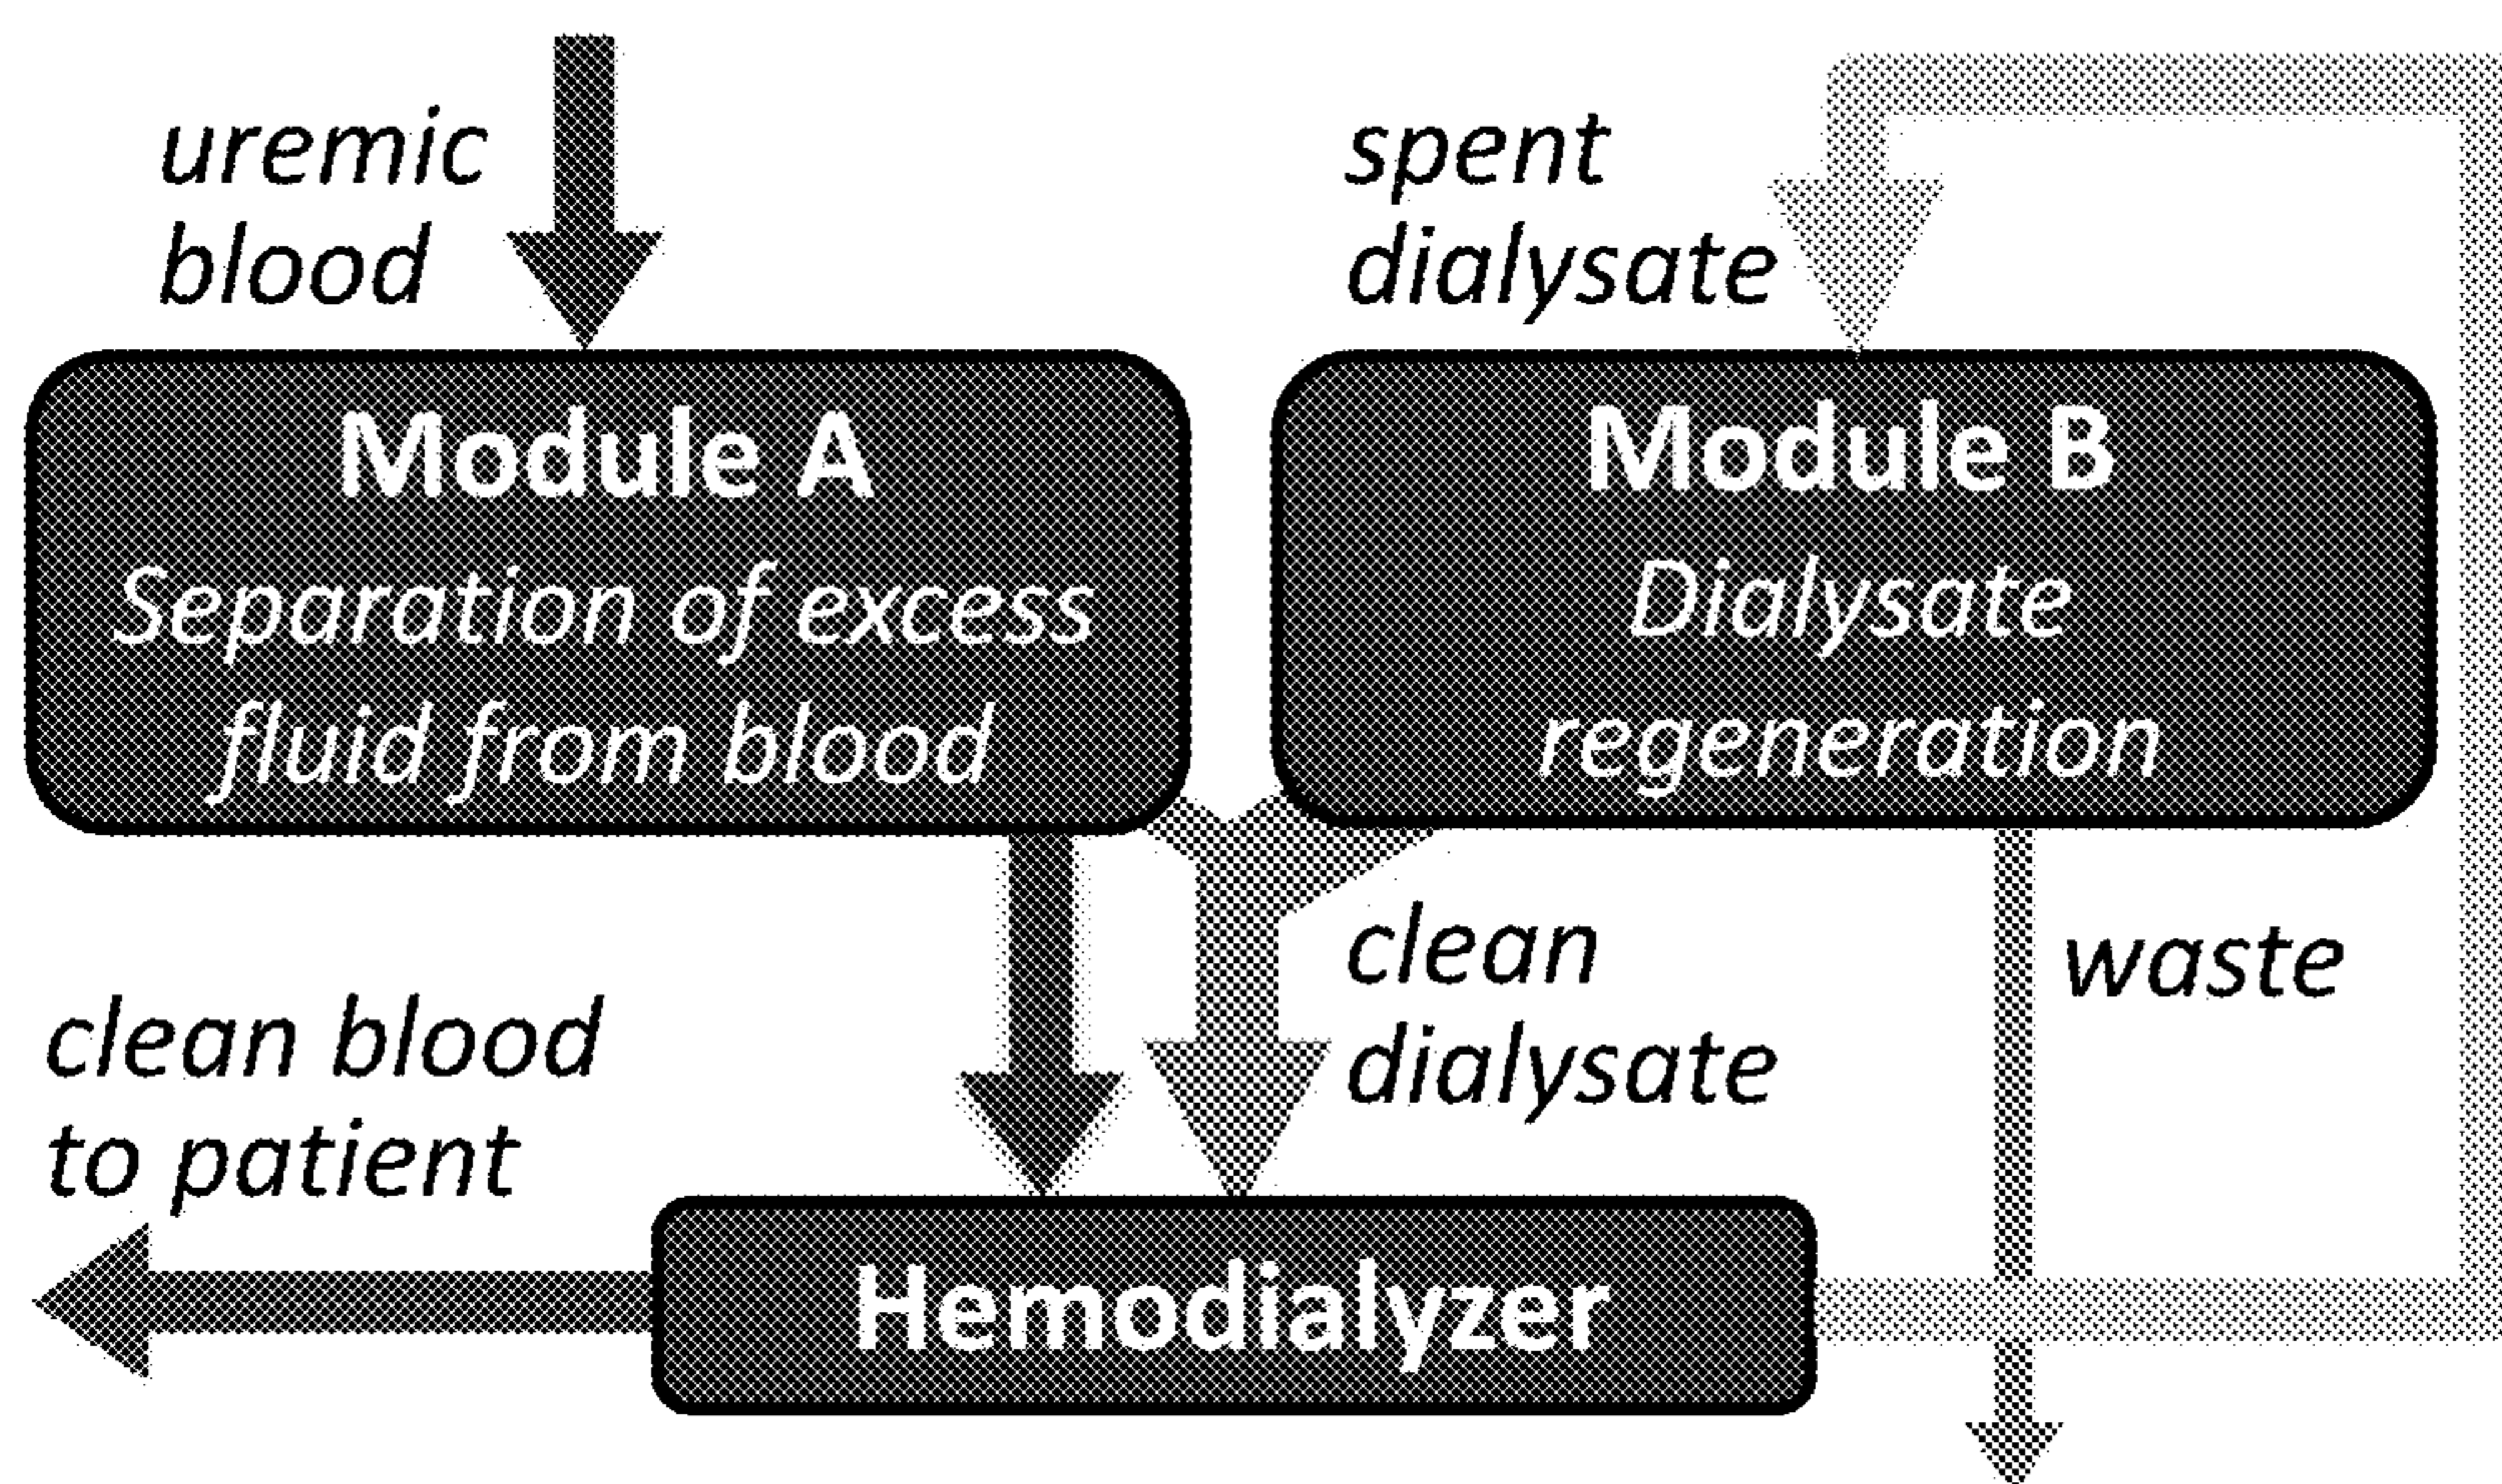 uremic
blood
spent
dialysate
Module A
Separation of excess
fluid from blood
Module B
Dialysate
regeneration
clean
dialysate
waste
clean blood
to patient
Hemodialyzer